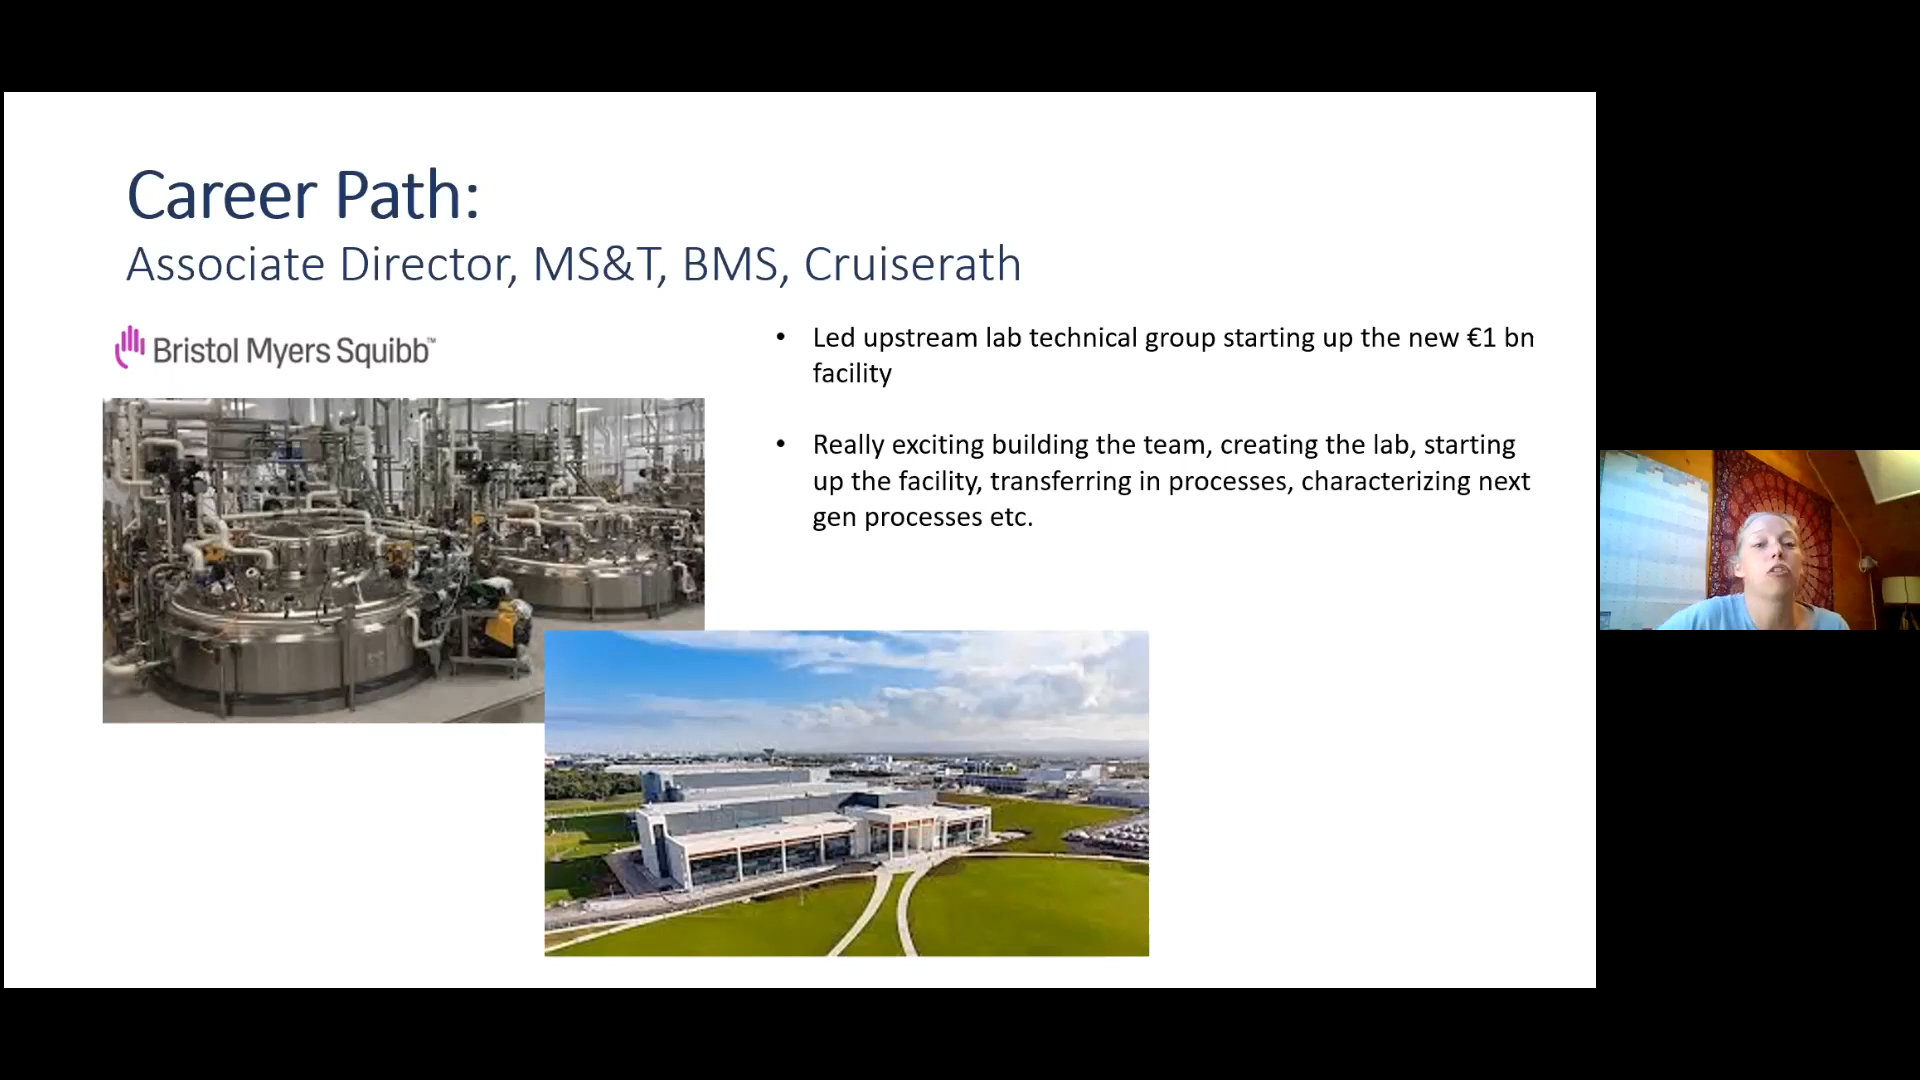 Career Path:
Associate Director, MS&T, BMS, Cruiserath
Bristol Myers Squibb™
• Led upstream lab technical group starting up the new €1 bn
facility
• Really exciting building the team, creating the lab, starting
up the facility, transferring in processes, characterizing next
gen processes etc.